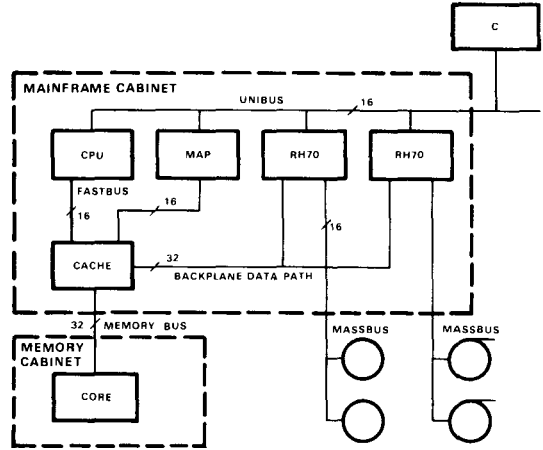 C
MAINFRAME CABINET
UNIBUS
16
CPU
MAP
RH70
RH70
FASTBUS
16
16
16
CACHE
32
BACKPLANE DATA PATH
32
MEMORY BUS
MASSBUS
MASSBUS
MEMORY
CABINET
CORE